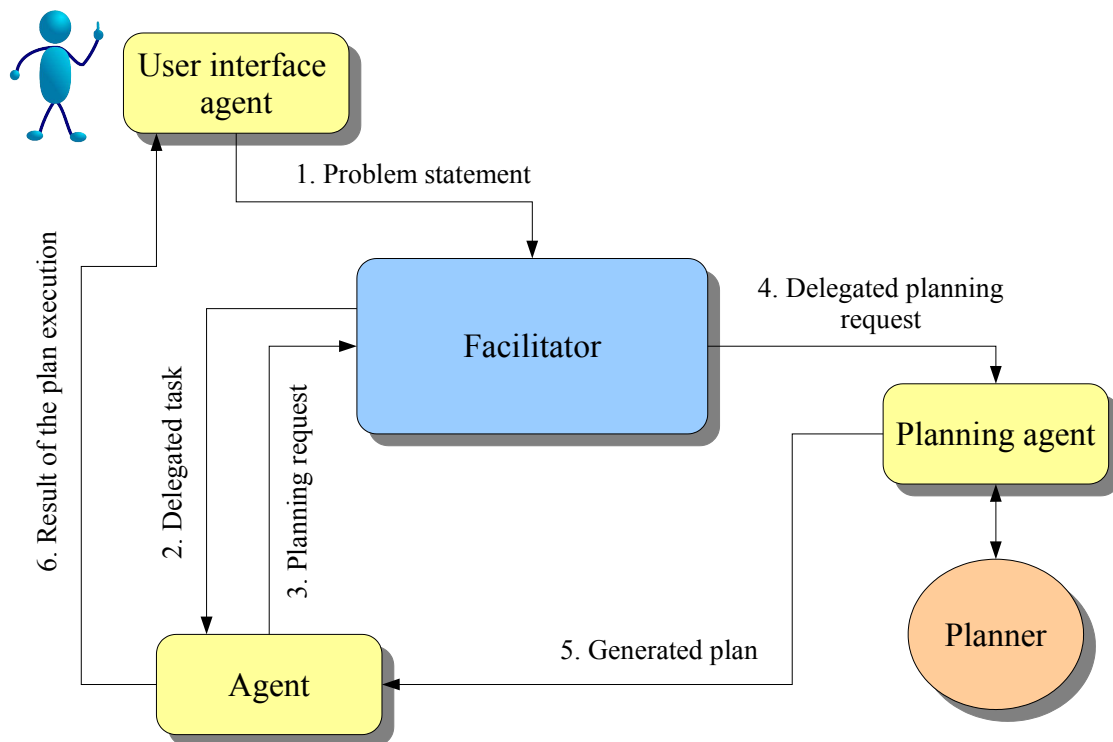 User interface
agent
1. Problem statement
Facilitator
4. Delegated planning
request
Planning agent
6. Result of the plan execution
2. Delegated task
3. Planning request
5. Generated plan
Planner
Agent